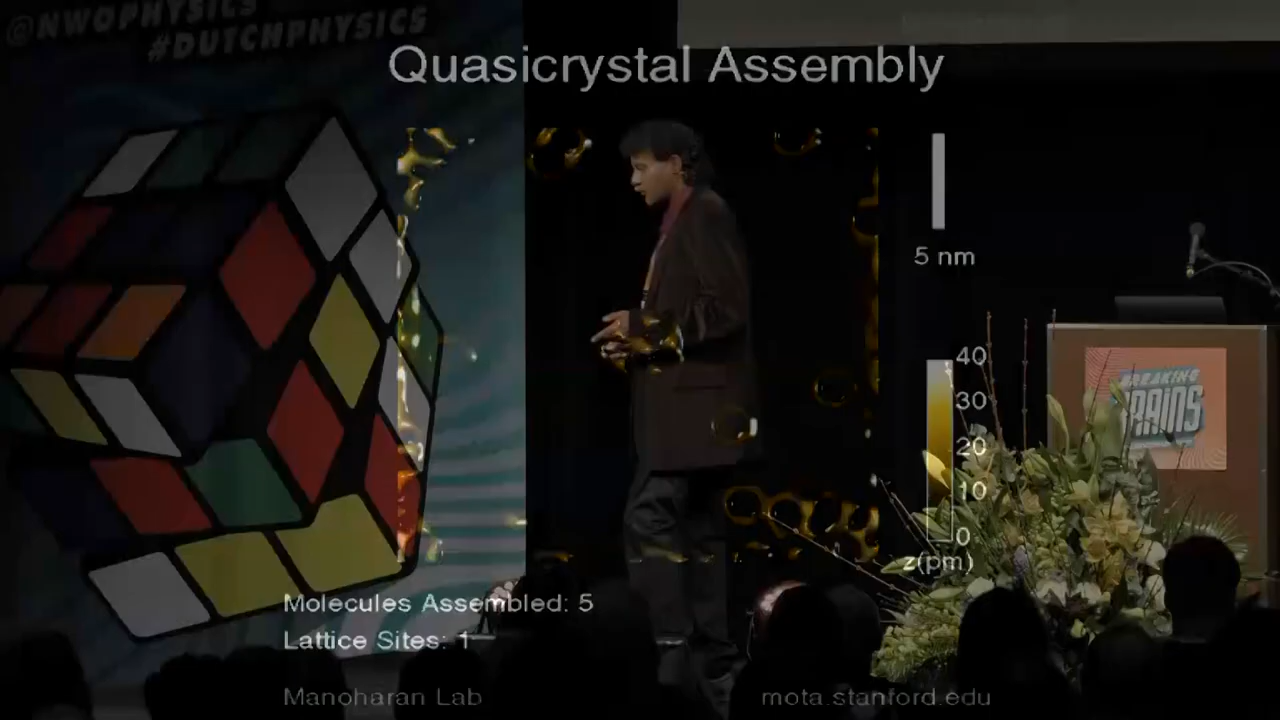 @NWOPHYSICS
#DUTCHPHYSICS
Quasicrystal Assembly
5 nm
40
30
20
10
0
z(pm)
BREAKING
BRAINS
Molecules Assembled: 5
Lattice Sites: 1
Manoharan Lab
mota.stanford.edu